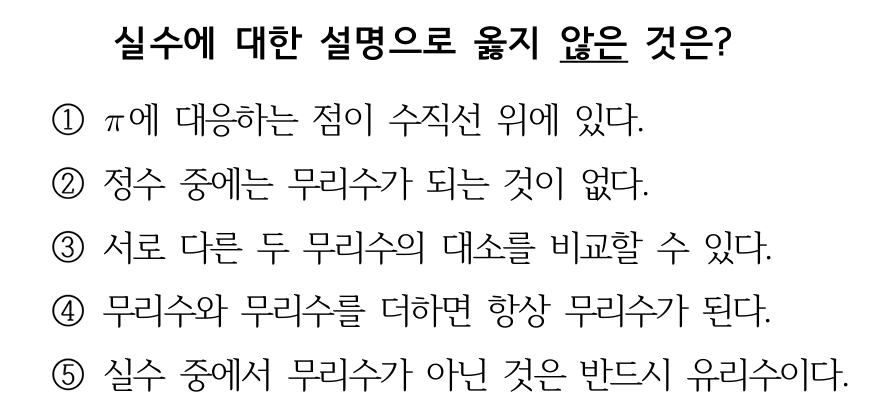 실수에 대한 설명으로 옳지 않은 것은?
① π에 대응하는 점이 수직선 위에 있다.
② 정수 중에는 무리수가 되는 것이 없다.
③ 서로 다른 두 무리수의 대소를 비교할 수 있다.
④ 무리수와 무리수를 더하면 항상 무리수가 된다.
⑤ 실수 중에서 무리수가 아닌 것은 반드시 유리수이다.